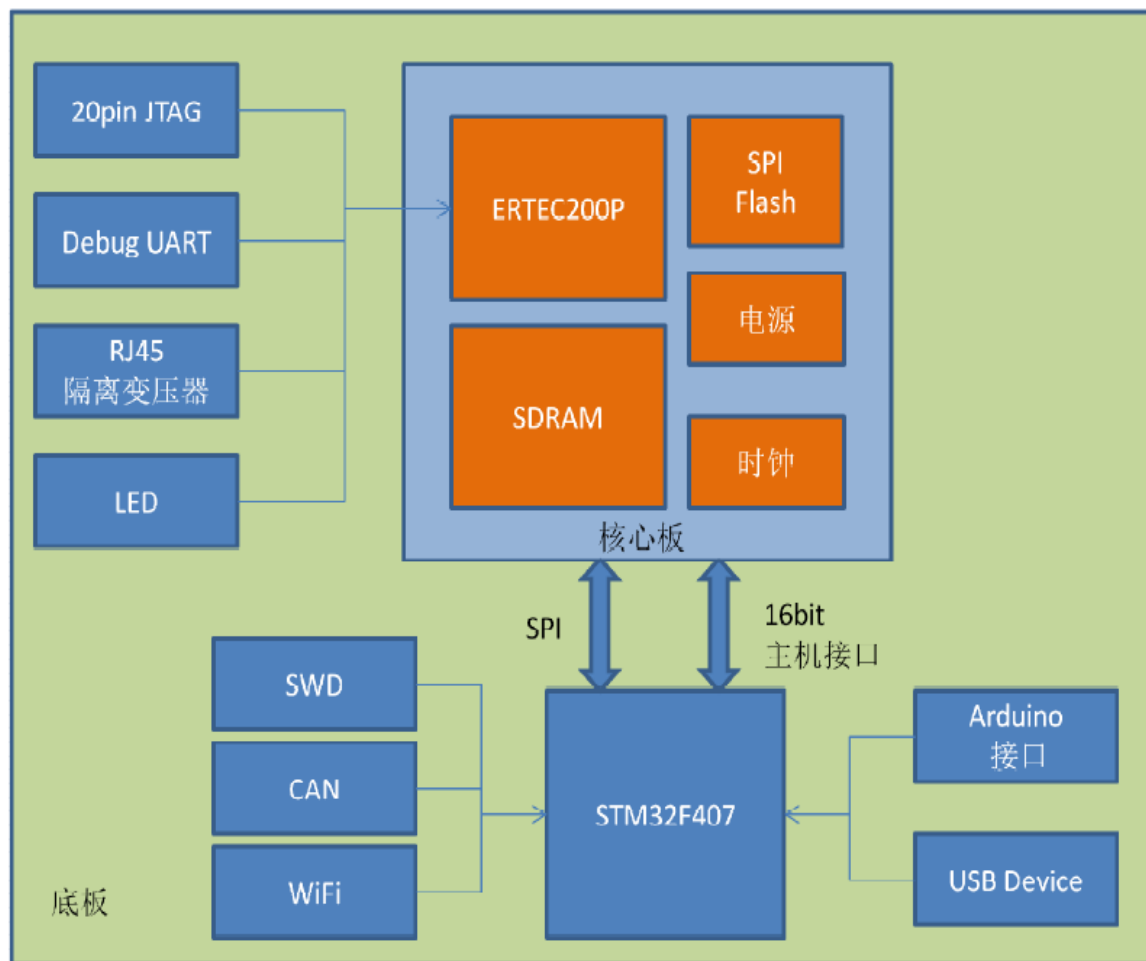 20pin JTAG
Debug UART
RJ45
隔离变压器
LED
ERTEC200P
SPI
Flash
电源
SDRAM
时钟
核心板
SPI
16bit
主机接口
SWD
CAN
WiFi
STM32F407
Arduino
接口
USB Device
底板